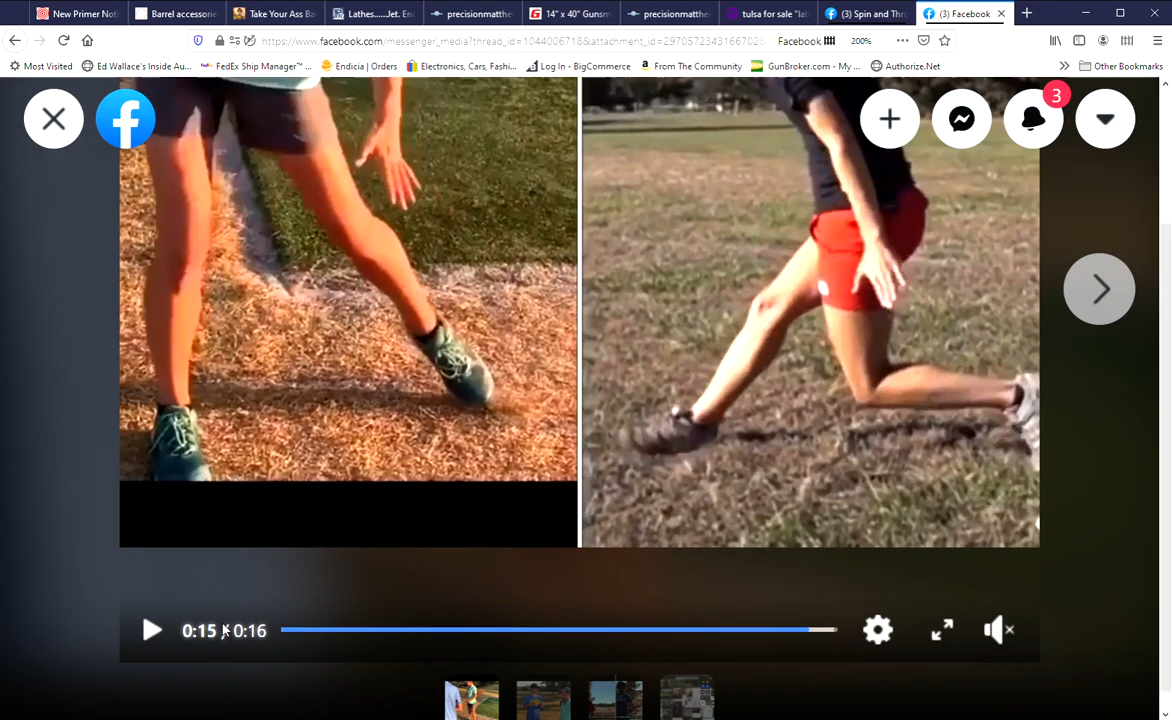 New Primer Noti
Barrel accessorie
Take Your Ass Ba
Lathes......Jet. En
precisionmatthe
14" x 40" Gunsm
precisionmatthe
tulsa for sale "lat
(3) Spin and Thr
(3) Facebook
https://www.facebook.com/messenger_media?thread_id=1044006718&attachment_id=2970572343166702&
Facebook
200%
Most Visited
Ed Wallace's Inside Au...
FedEx Ship Manager™ ...
Endicia | Orders
Electronics, Cars, Fashi...
Log In - BigCommerce
From The Community
GunBroker.com - My ...
Authorize.Net
Other Bookmarks
3
0:15 / 0:16